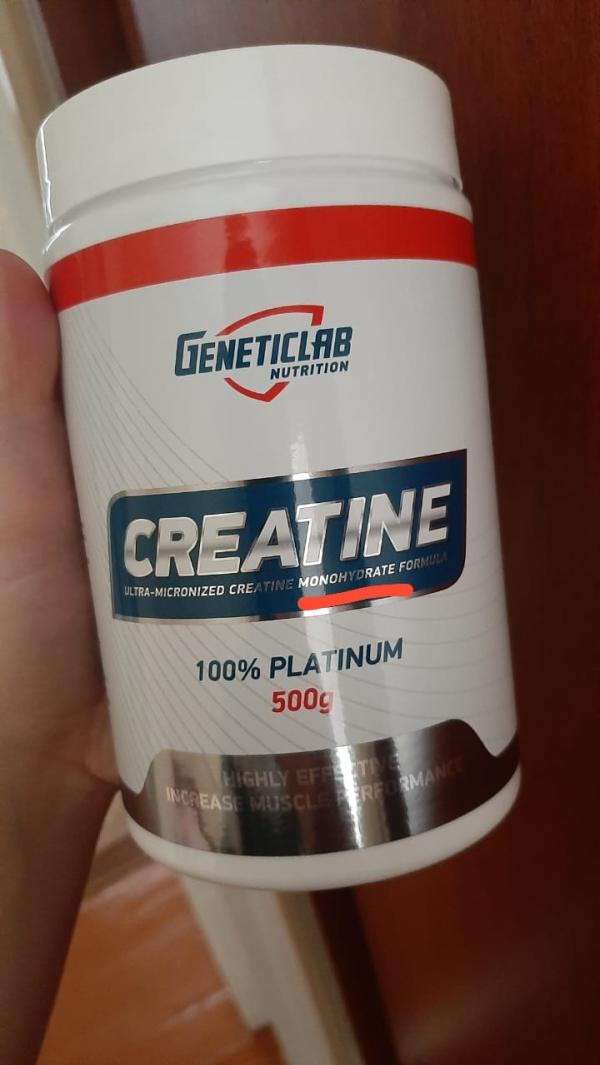 GENETICLAB
NUTRITION
CREATINE
ULTRA-MICRONIZED CREATINE MONOHYDRATE FORMULA
100% PLATINUM
500g
HIGHLY EFFECTIVE
INCREASE MUSCLE PERFORMANCE